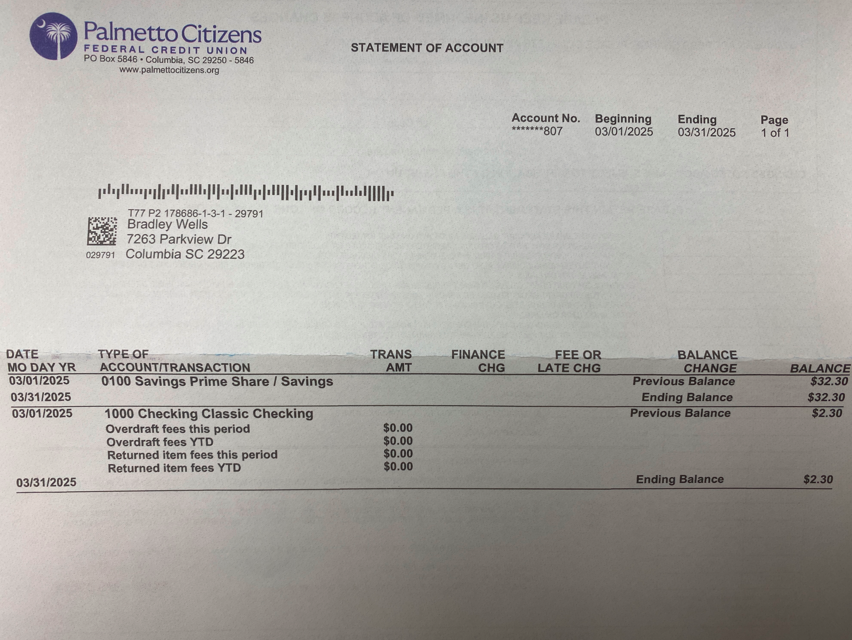 Palmetto Citizens
FEDERAL CREDIT UNION
PO Box 5846 • Columbia, SC 29250 - 5846
www.palmettocitizens.org
STATEMENT OF ACCOUNT
Account No. Beginning Ending Page
*******807 03/01/2025 03/31/2025 1 of 1
T77 P2 178686-1-3-1 - 29791
Bradley Wells
7263 Parkview Dr
029791 Columbia SC 29223
DATE TYPE OF TRANS FINANCE FEE OR BALANCE
MO DAY YR ACCOUNT/TRANSACTION AMT CHG LATE CHG CHANGE BALANCE
03/01/2025 0100 Savings Prime Share / Savings Previous Balance $32.30
03/31/2025 Ending Balance $32.30
03/01/2025 1000 Checking Classic Checking Previous Balance $2.30
Overdraft fees this period $0.00
Overdraft fees YTD $0.00
Returned item fees this period $0.00
Returned item fees YTD $0.00
03/31/2025 Ending Balance $2.30